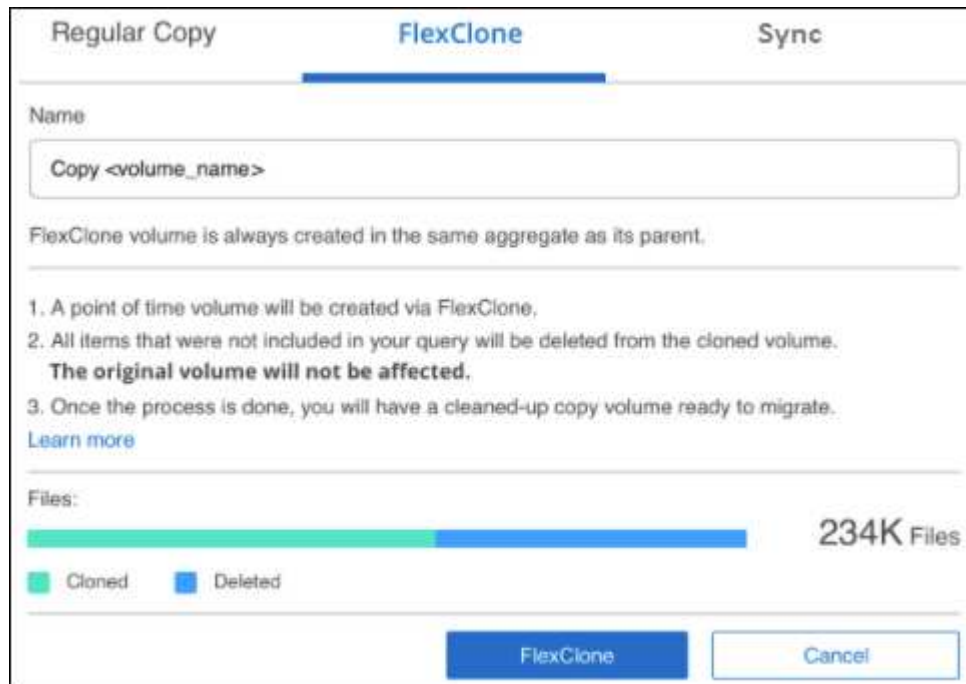 Regular Copy FlexClone Sync
Name
Copy <volume_name>
FlexClone volume is always created in the same aggregate as its parent.
1. A point of time volume will be created via FlexClone.
2. All items that were not included in your query will be deleted from the cloned volume.
The original volume will not be affected.
3. Once the process is done, you will have a cleaned-up copy volume ready to migrate.
Learn more
Files:
234K Files
Cloned Deleted
FlexClone Cancel